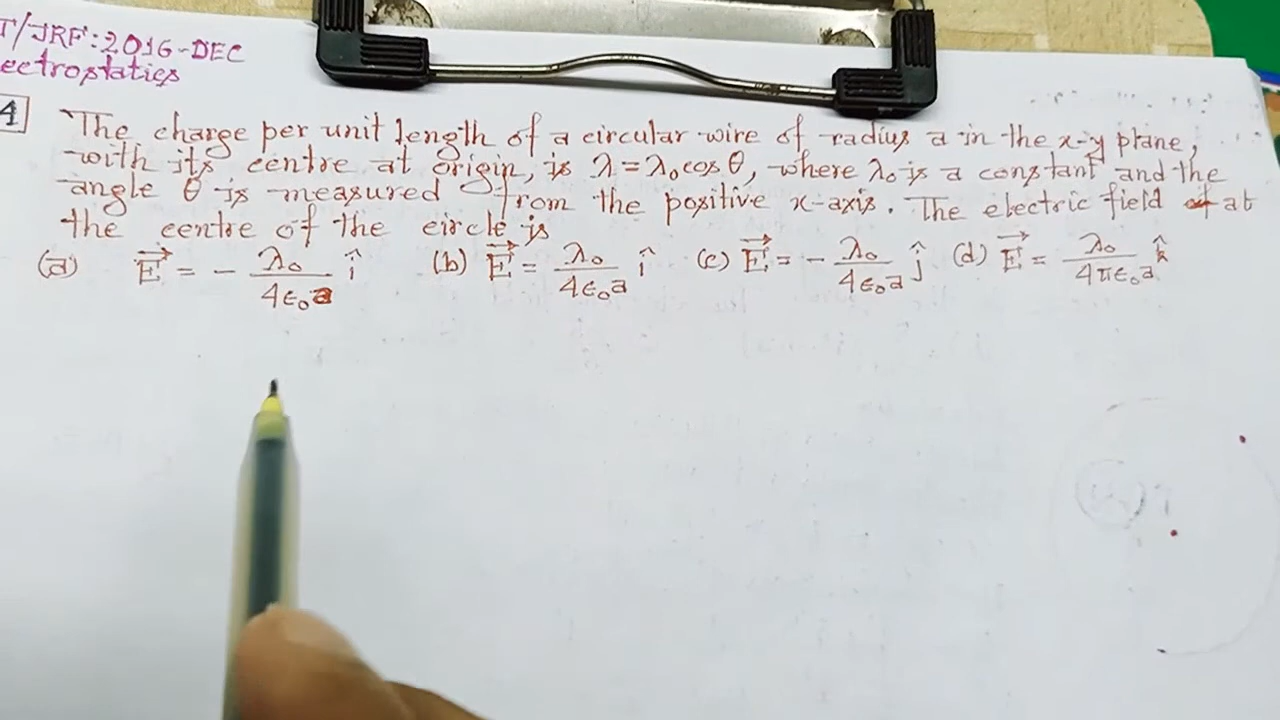 T/JRF:2016-DEC
ectrostatics
4
The charge per unit length of a circular wire of radius a in the x-y plane,
with its centre at origin, is λ=λ₀cosθ, where λ₀ is a constant and the
angle θ is measured from the positive x-axis. The electric field at
the centre of the circle is
(a) E⃗ = - λ₀/4ϵ₀a î (b) E⃗ = λ₀/4ϵ₀a î (c) E⃗ = - λ₀/4ϵ₀a ĵ (d) E⃗ = λ₀/4πϵ₀a k̂